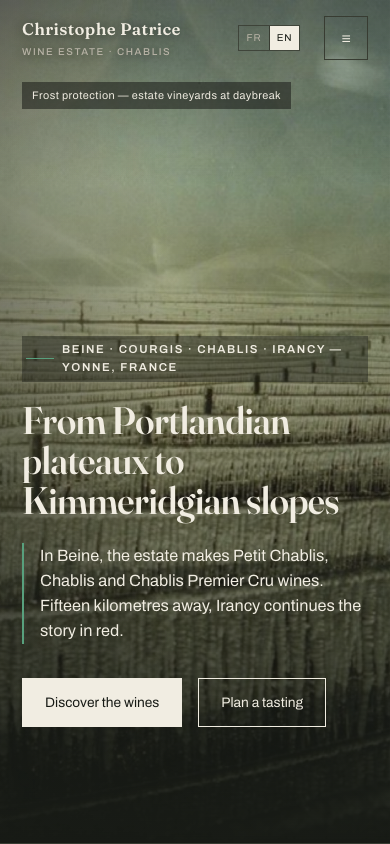 Christophe Patrice
WINE ESTATE · CHABLIS
FR EN
Frost protection — estate vineyards at daybreak
BEINE · COURGIS · CHABLIS · IRANCY —
YONNE, FRANCE
From Portlandian
plateaux to
Kimmeridgian slopes
In Beine, the estate makes Petit Chablis,
Chablis and Chablis Premier Cru wines.
Fifteen kilometres away, Irancy continues the
story in red.
Discover the wines
Plan a tasting